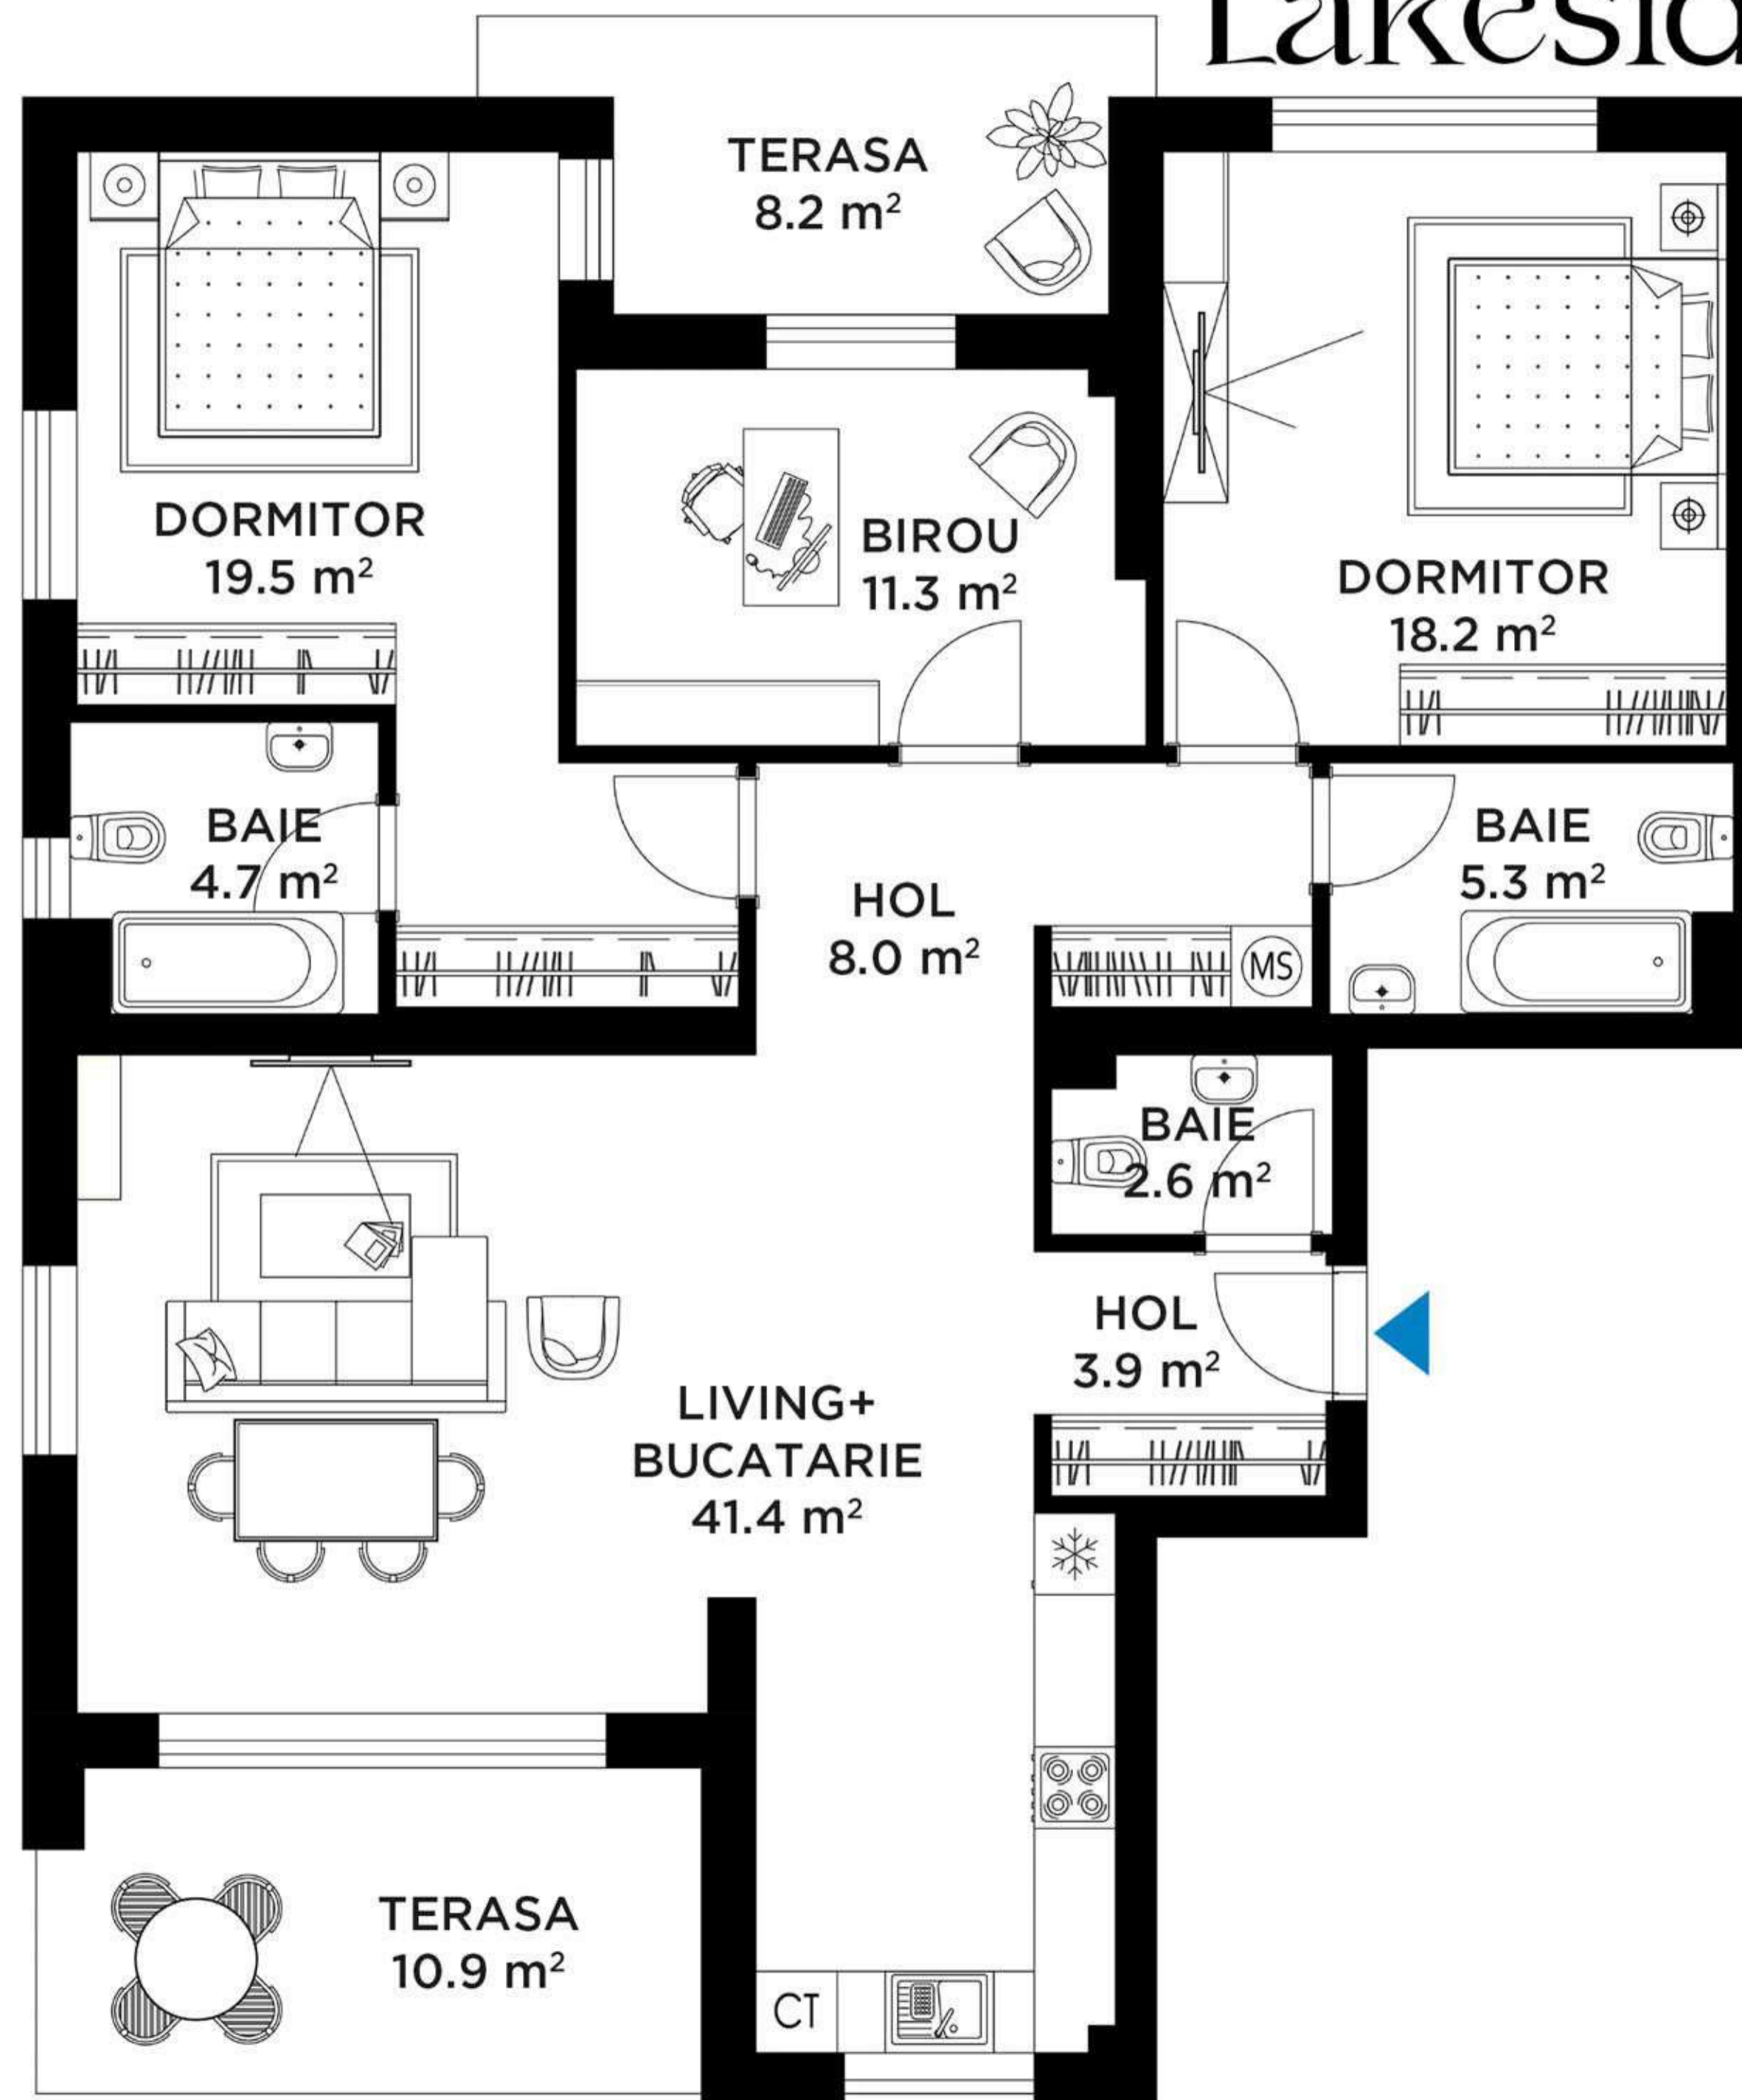 Lakesid
TERASA
8.2 m²
DORMITOR
19.5 m²
BIROU
11.3 m²
DORMITOR
18.2 m²
BAIE
4.7 m²
HOL
8.0 m²
MS
BAIE
5.3 m²
BAIE
2.6 m²
HOL
3.9 m²
LIVING+
BUCATARIE
41.4 m²
TERASA
10.9 m²
CT